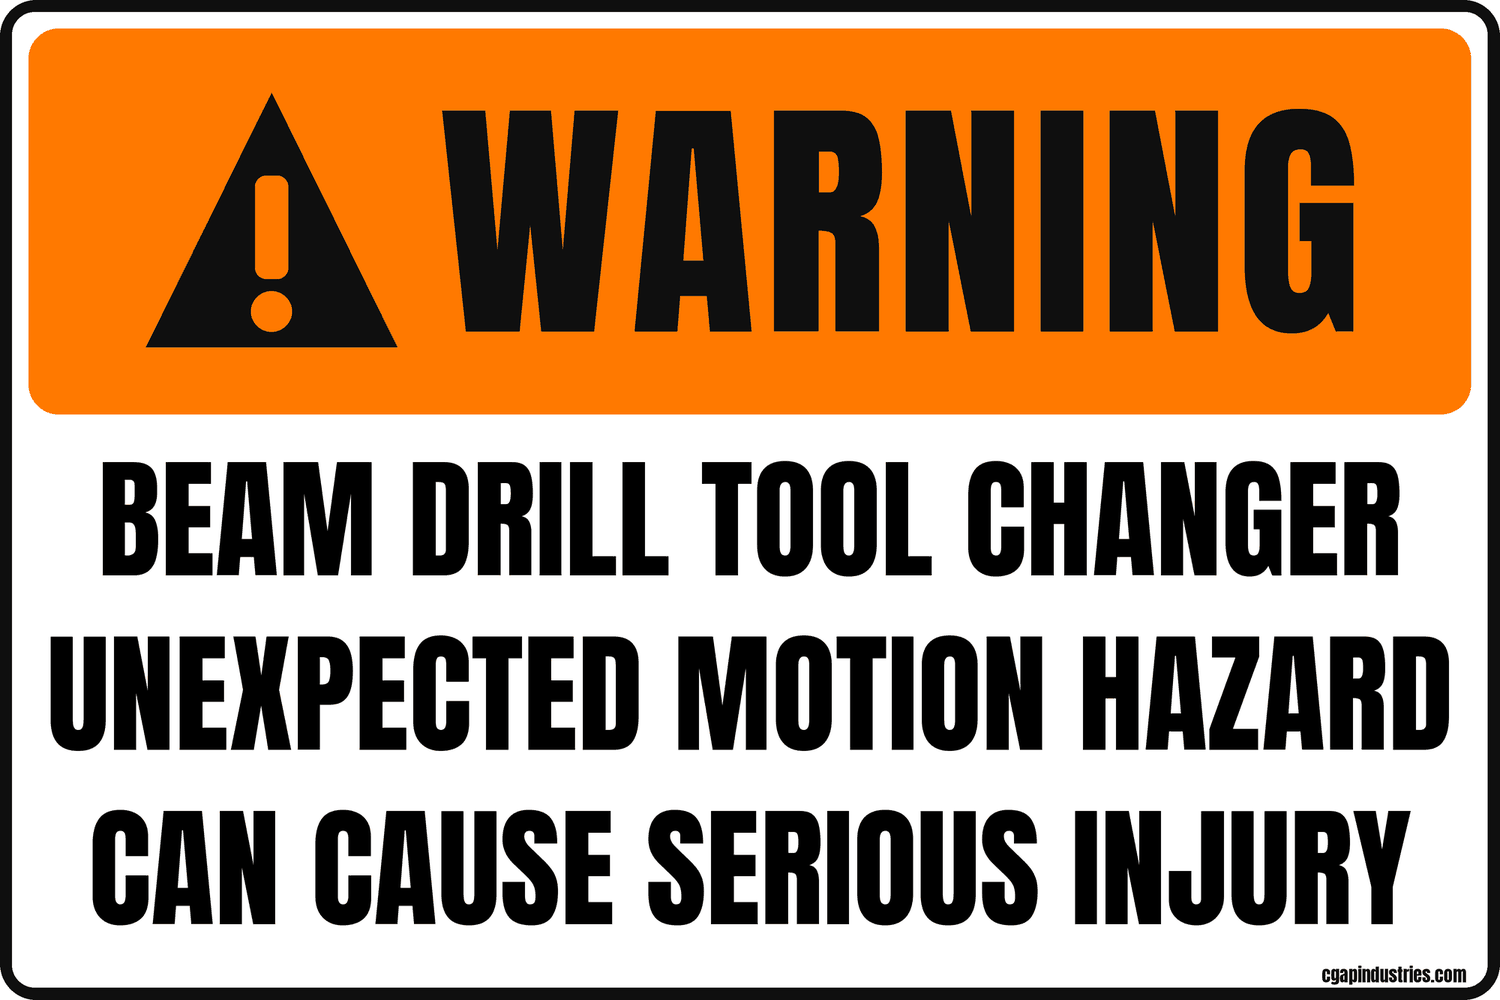 WARNING
BEAM DRILL TOOL CHANGER
UNEXPECTED MOTION HAZARD
CAN CAUSE SERIOUS INJURY
cgapindustries.com